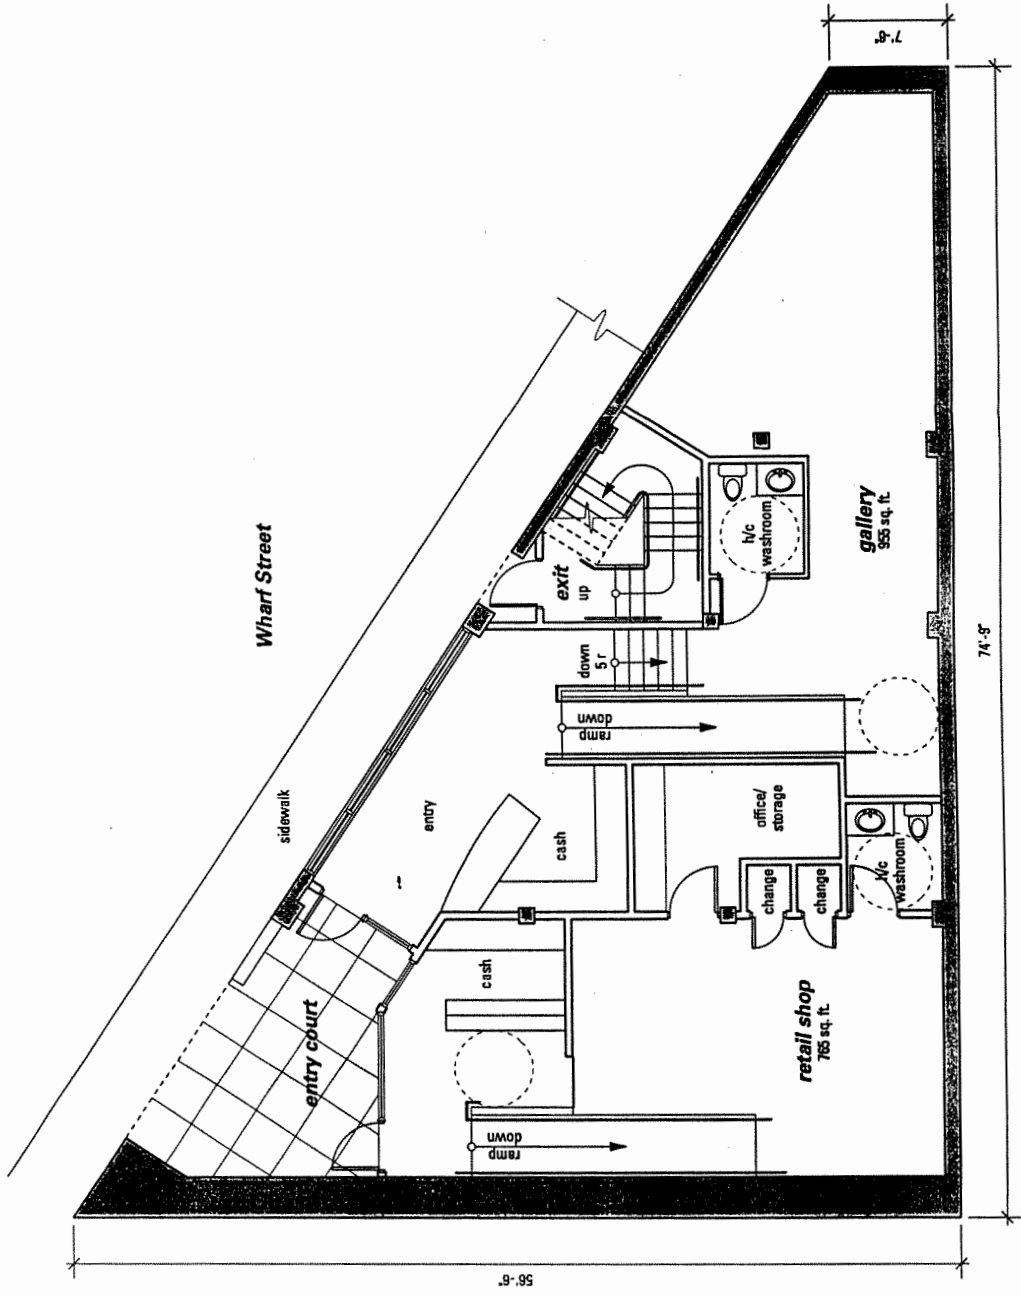 7'-6"
Wharf Street
sidewalk
entry
exit
up
down
5 r
ramp
down
h/c
washroom
gallery
955 sq. ft.
74'-9"
cash
office/
storage
change
change
h/c
washroom
entry court
cash
retail shop
765 sq. ft.
ramp
down
56'-6"